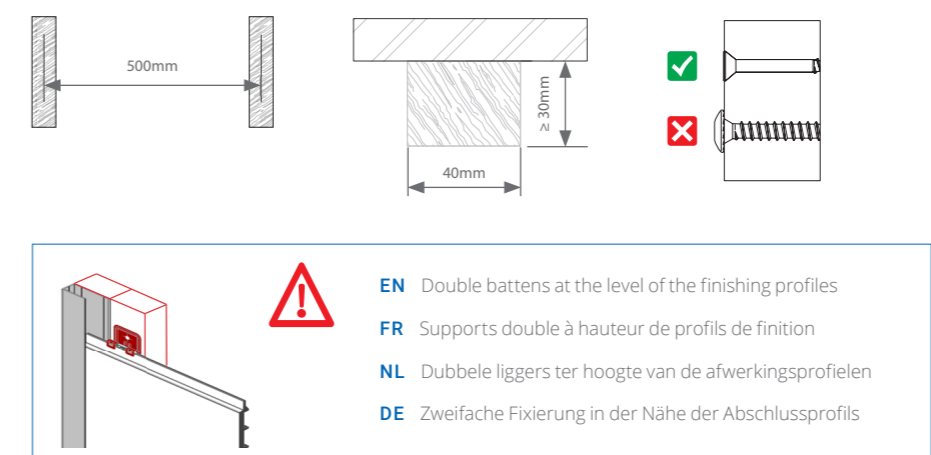 500mm
≥ 30mm
40mm
EN Double battens at the level of the finishing profiles
FR Supports double à hauteur de profils de finition
NL Dubbele liggers ter hoogte van de afwerkingsprofielen
DE Zweifache Fixierung in der Nähe der Abschlussprofils